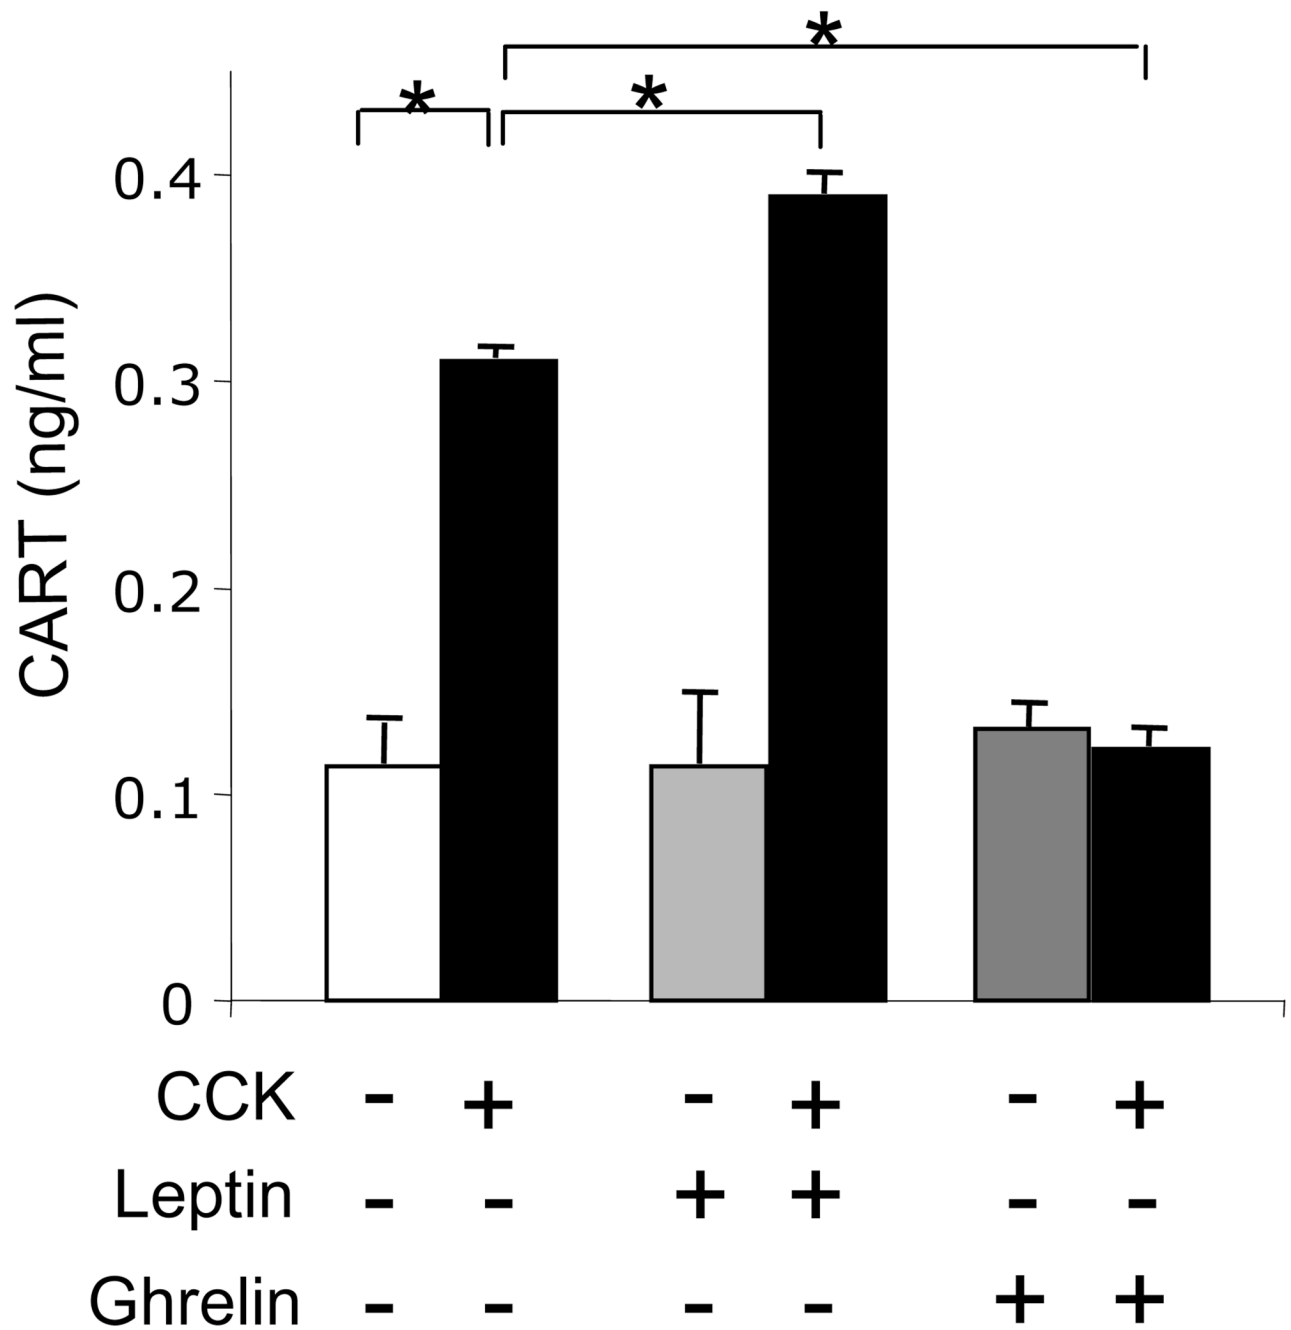 *
* *
0.4
0.3
0.2
0.1
0
CART (ng/ml)
CCK - + - + - +
Leptin - - + + - -
Ghrelin - - - - + +